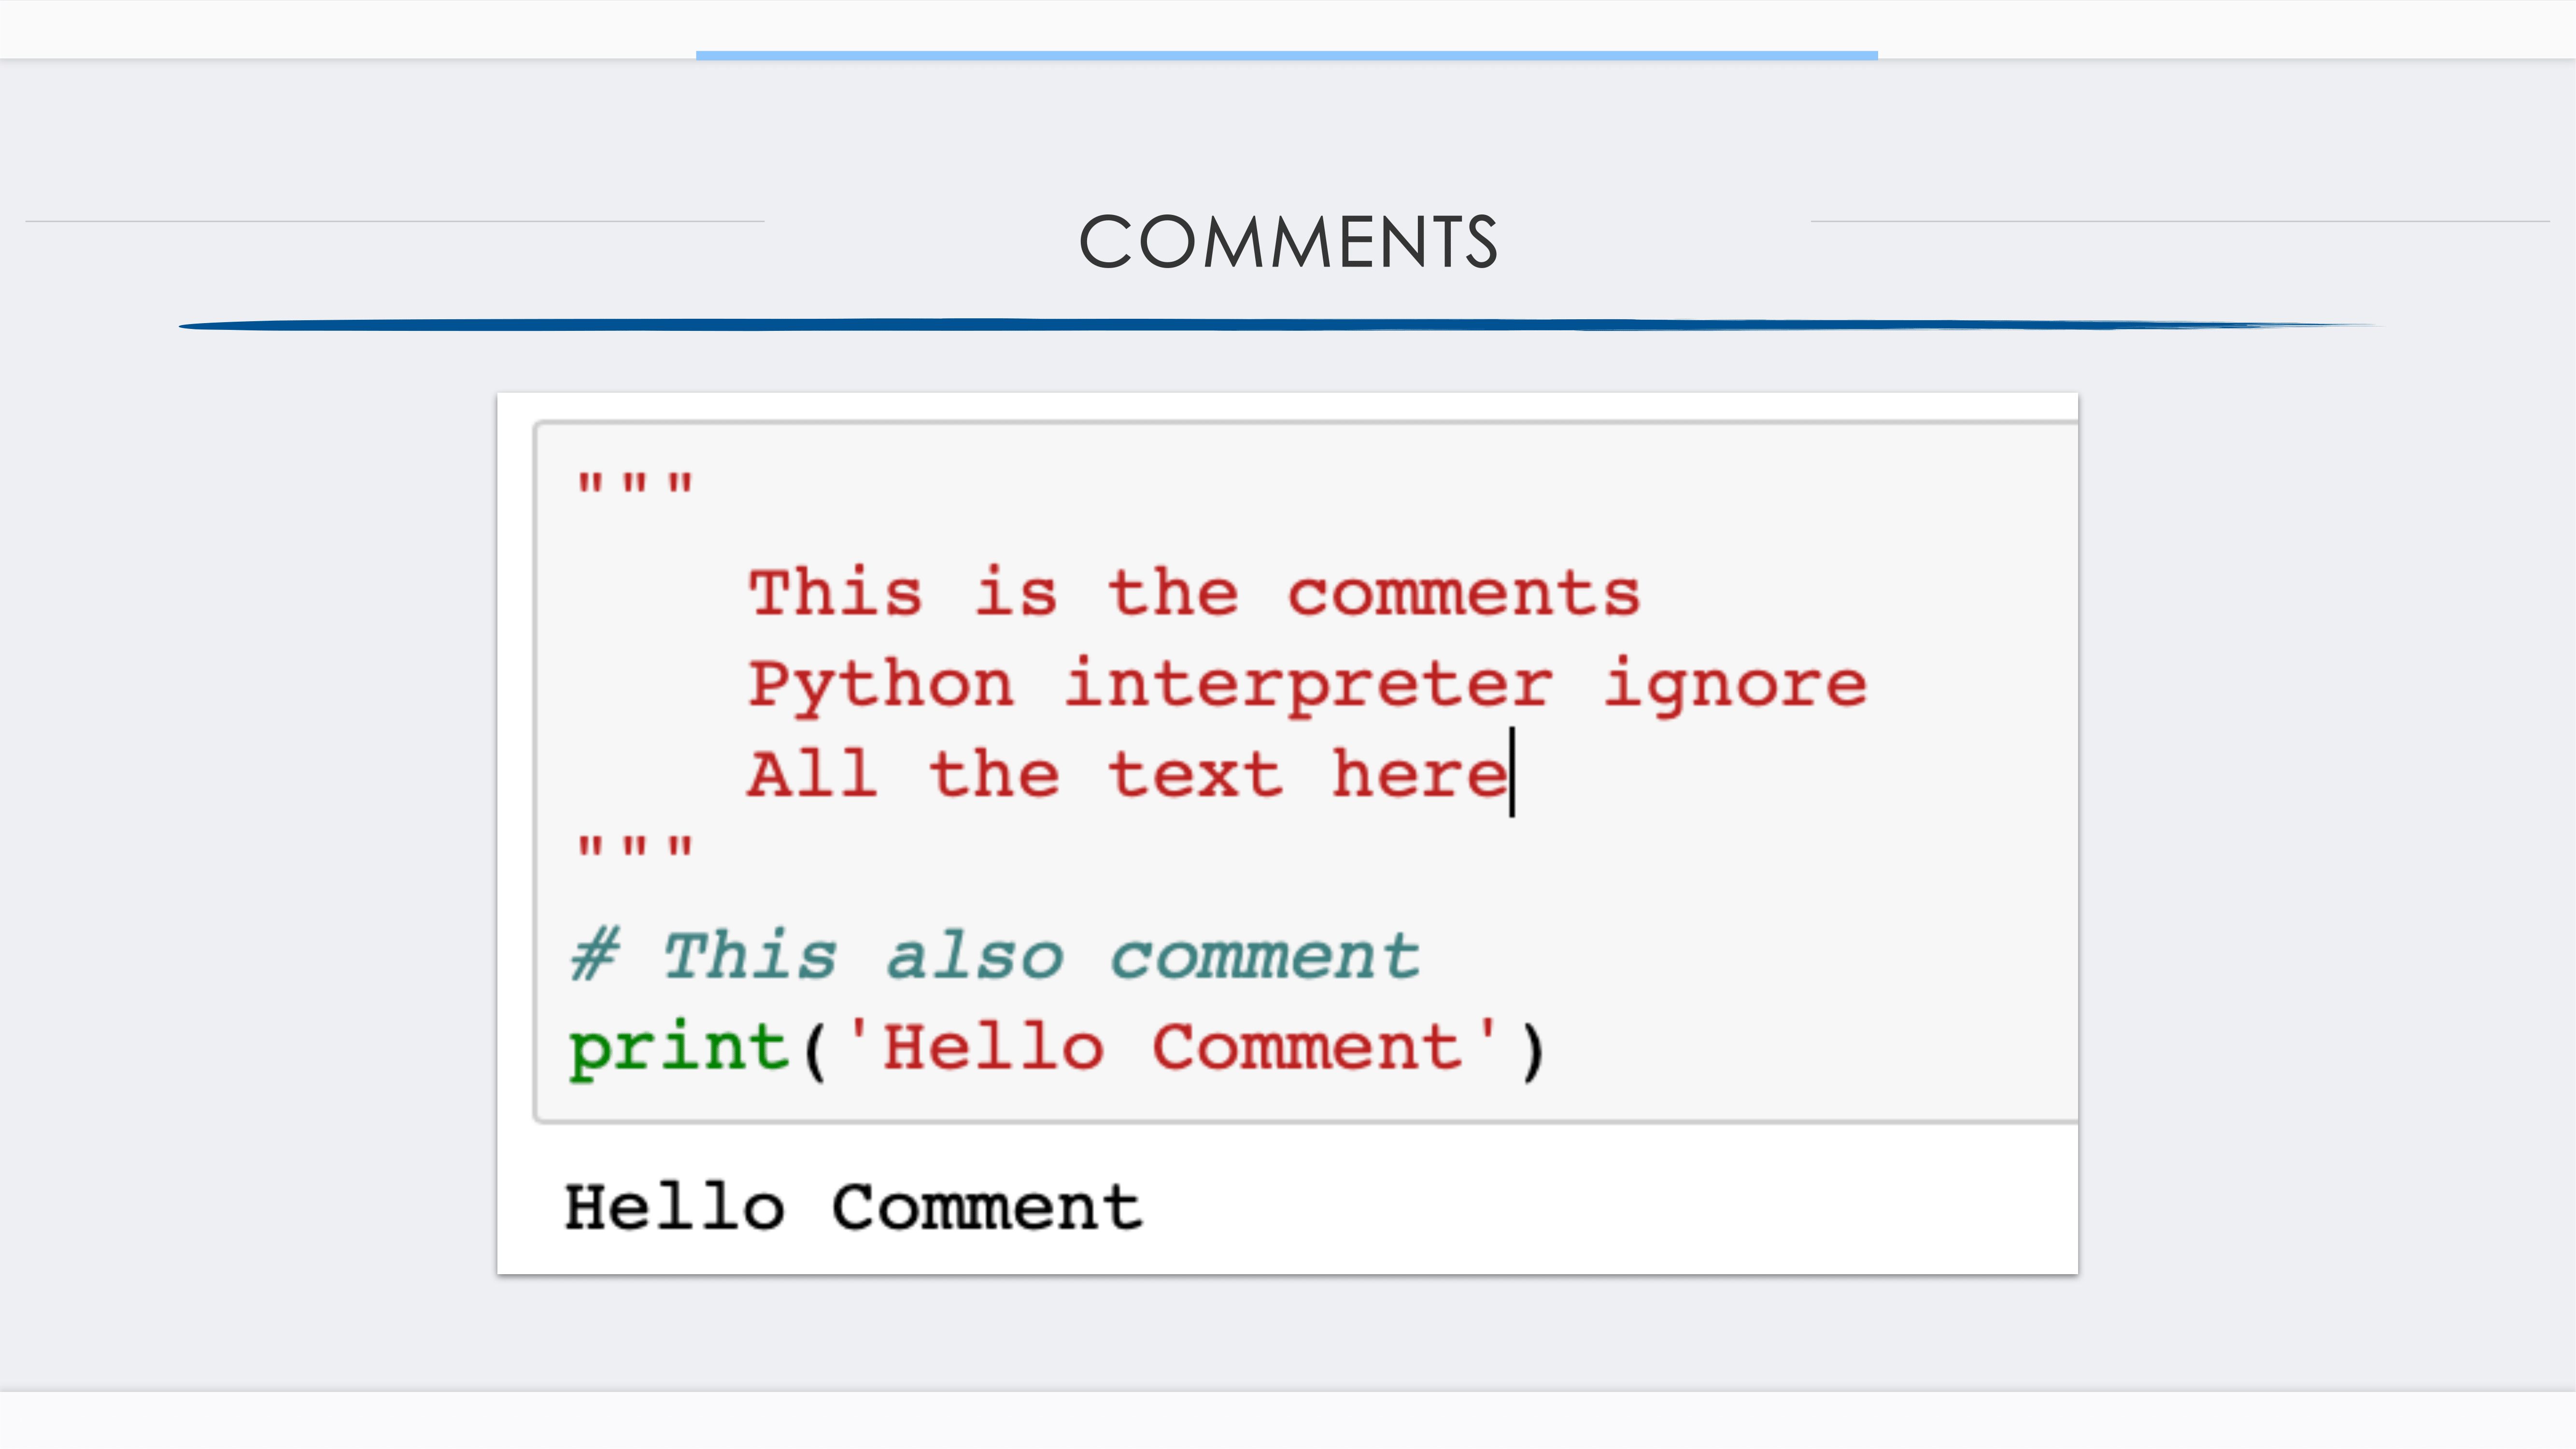 COMMENTS
"""
This is the comments
Python interpreter ignore
All the text here
"""
# This also comment
print('Hello Comment')
Hello Comment